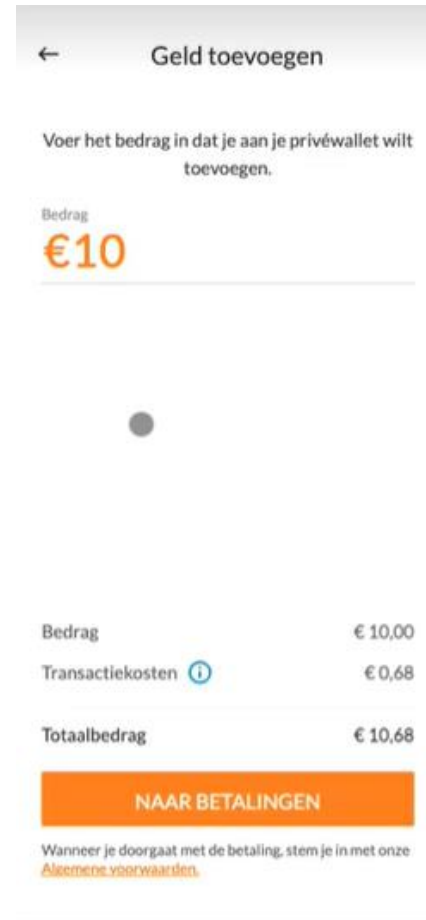 Geld toevoegen
Voer het bedrag in dat je aan je privéwallet wilt
toevoegen.
Bedrag
€10
Bedrag € 10,00
Transactiekosten € 0,68
Totaalbedrag € 10,68
NAAR BETALINGEN
Wanneer je doorgaat met de betaling, stem je in met onze
Algemene voorwaarden.